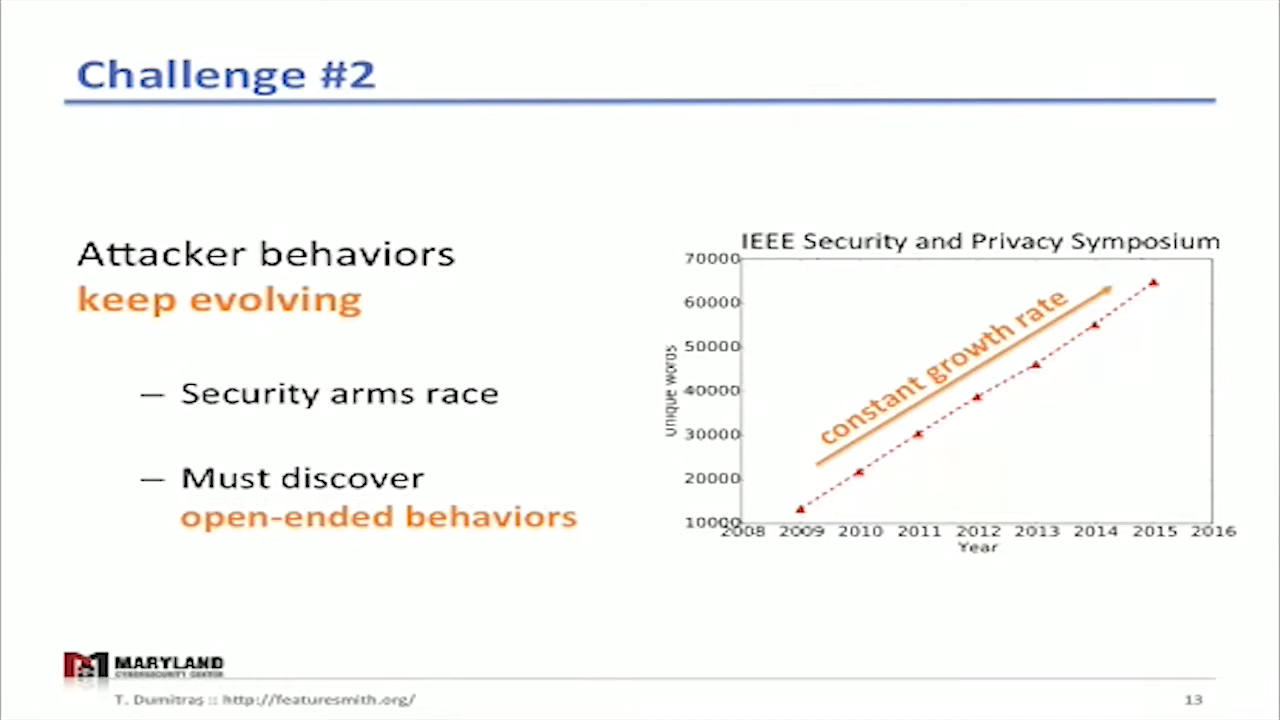 Challenge #2
Attacker behaviors
keep evolving
— Security arms race
— Must discover
open-ended behaviors
IEEE Security and Privacy Symposium
70000
60000
50000
40000
30000
20000
10000
Unique words
constant growth rate
2008 2009 2010 2011 2012 2013 2014 2015 2016
Year
MARYLAND
CYBERSECURITY CENTER
T. Dumitraş :: http://featuresmith.org/
13